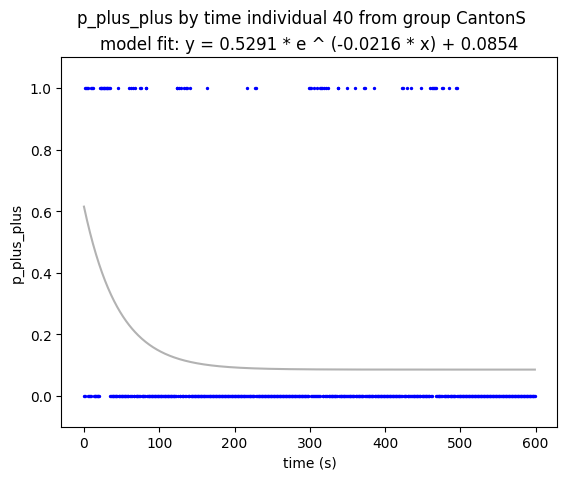 p_plus_plus by time individual 40 from group CantonS
model fit: y = 0.5291 * e ^ (-0.0216 * x) + 0.0854
1.0
0.8
0.6
0.4
0.2
0.0
p_plus_plus
0 100 200 300 400 500 600
time (s)